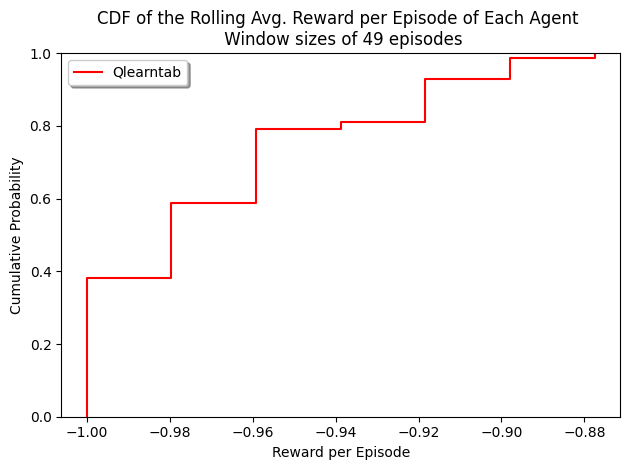 CDF of the Rolling Avg. Reward per Episode of Each Agent
Window sizes of 49 episodes
Qlearntab
Cumulative Probability
1.0
0.8
0.6
0.4
0.2
0.0
−1.00 −0.98 −0.96 −0.94 −0.92 −0.90 −0.88
Reward per Episode